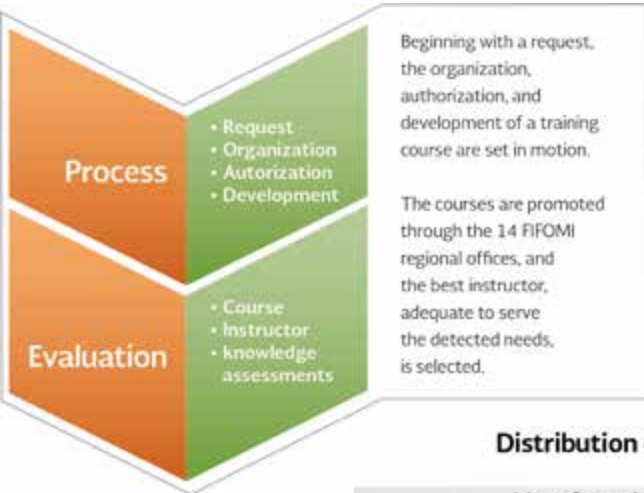 Process
• Request
• Organization
• Autorization
• Development
Evaluation
• Course
• Instructor
• knowledge
assessments
Beginning with a request,
the organization,
authorization, and
development of a training
course are set in motion.
The courses are promoted
through the 14 FIFOMI
regional offices, and
the best instructor,
adequate to serve
the detected needs,
is selected.
Distribution